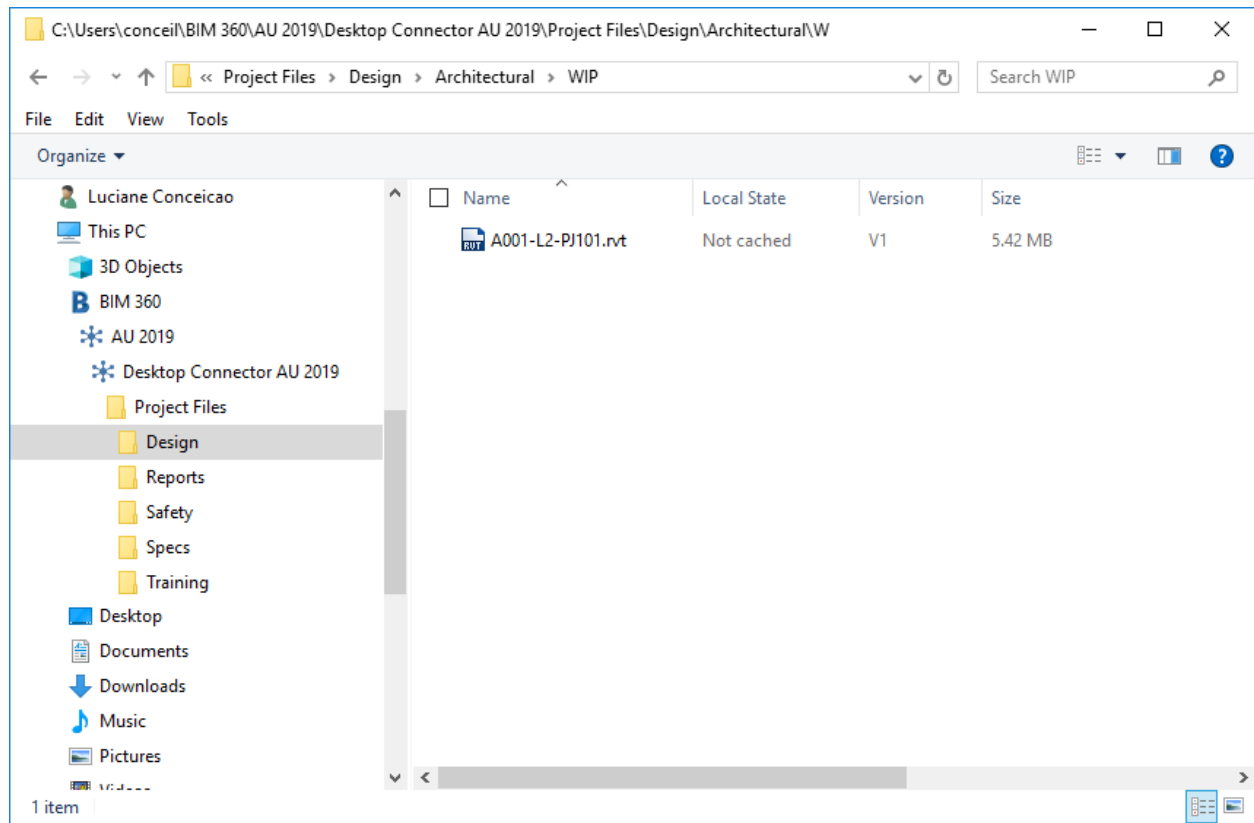 C:\Users\conceil\BIM 360\AU 2019\Desktop Connector AU 2019\Project Files\Design\Architectural\W
« Project Files > Design > Architectural > WIP
Search WIP
File Edit View Tools
Organize
?
Luciane Conceicao
This PC
3D Objects
B BIM 360
AU 2019
Desktop Connector AU 2019
Project Files
Design
Reports
Safety
Specs
Training
Desktop
Documents
Downloads
Music
Pictures
Videos
Name Local State Version Size
RVT A001-L2-PJ101.rvt Not cached V1 5.42 MB
1 item